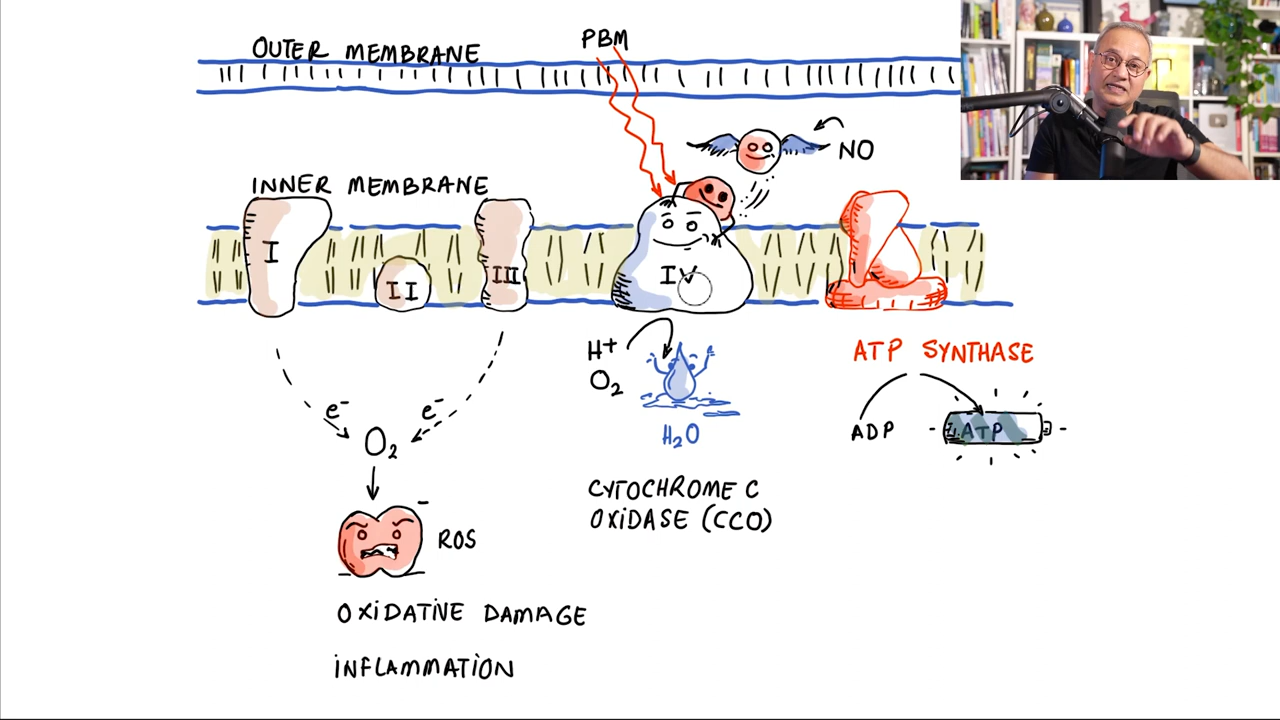 OUTER MEMBRANE
PBM
NO
INNER MEMBRANE
I
II
III
IV
H+
O2
H2O
ATP SYNTHASE
ADP
ATP
e-
e-
O2
-
ROS
CYTOCHROME C
OXIDASE (CCO)
OXIDATIVE DAMAGE
INFLAMMATION